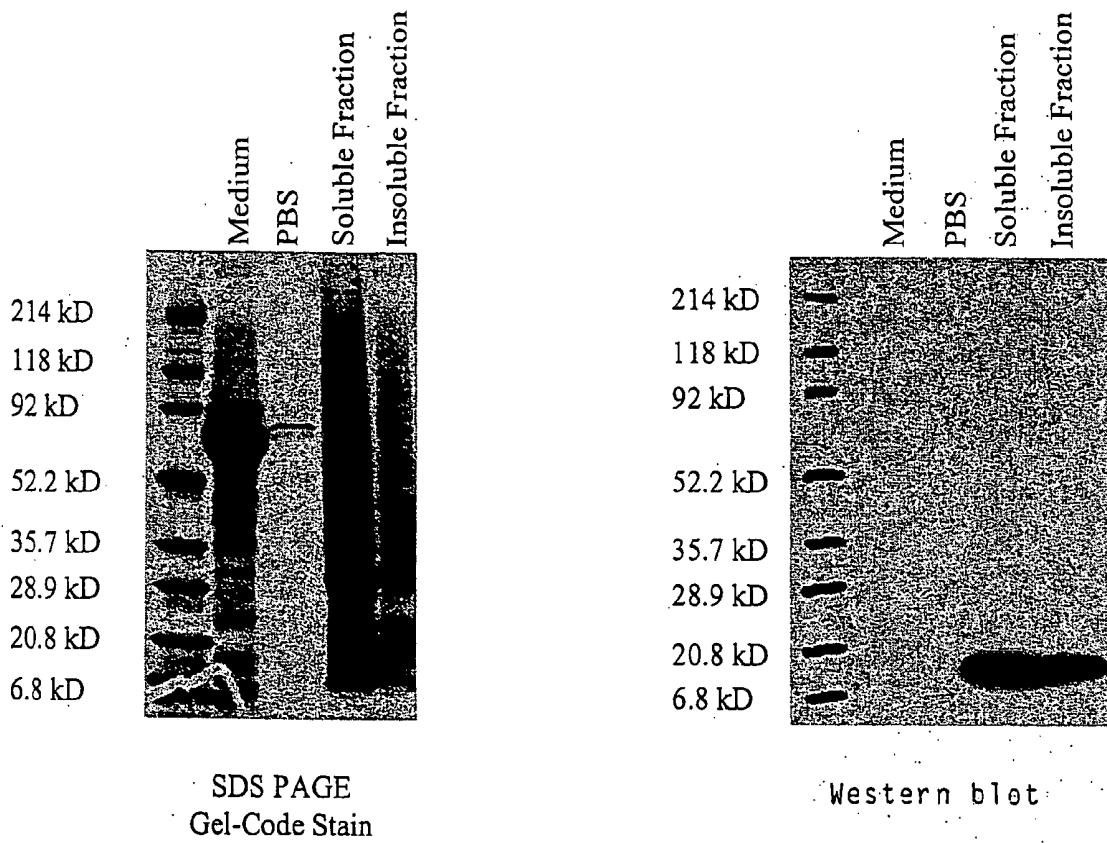 Medium
PBS
Soluble Fraction
Insoluble Fraction
214 kD
118 kD
92 kD
52.2 kD
35.7 kD
28.9 kD
20.8 kD
6.8 kD
SDS PAGE
Gel-Code Stain
Medium
PBS
Soluble Fraction
Insoluble Fraction
214 kD
118 kD
92 kD
52.2 kD
35.7 kD
28.9 kD
20.8 kD
6.8 kD
Western blot